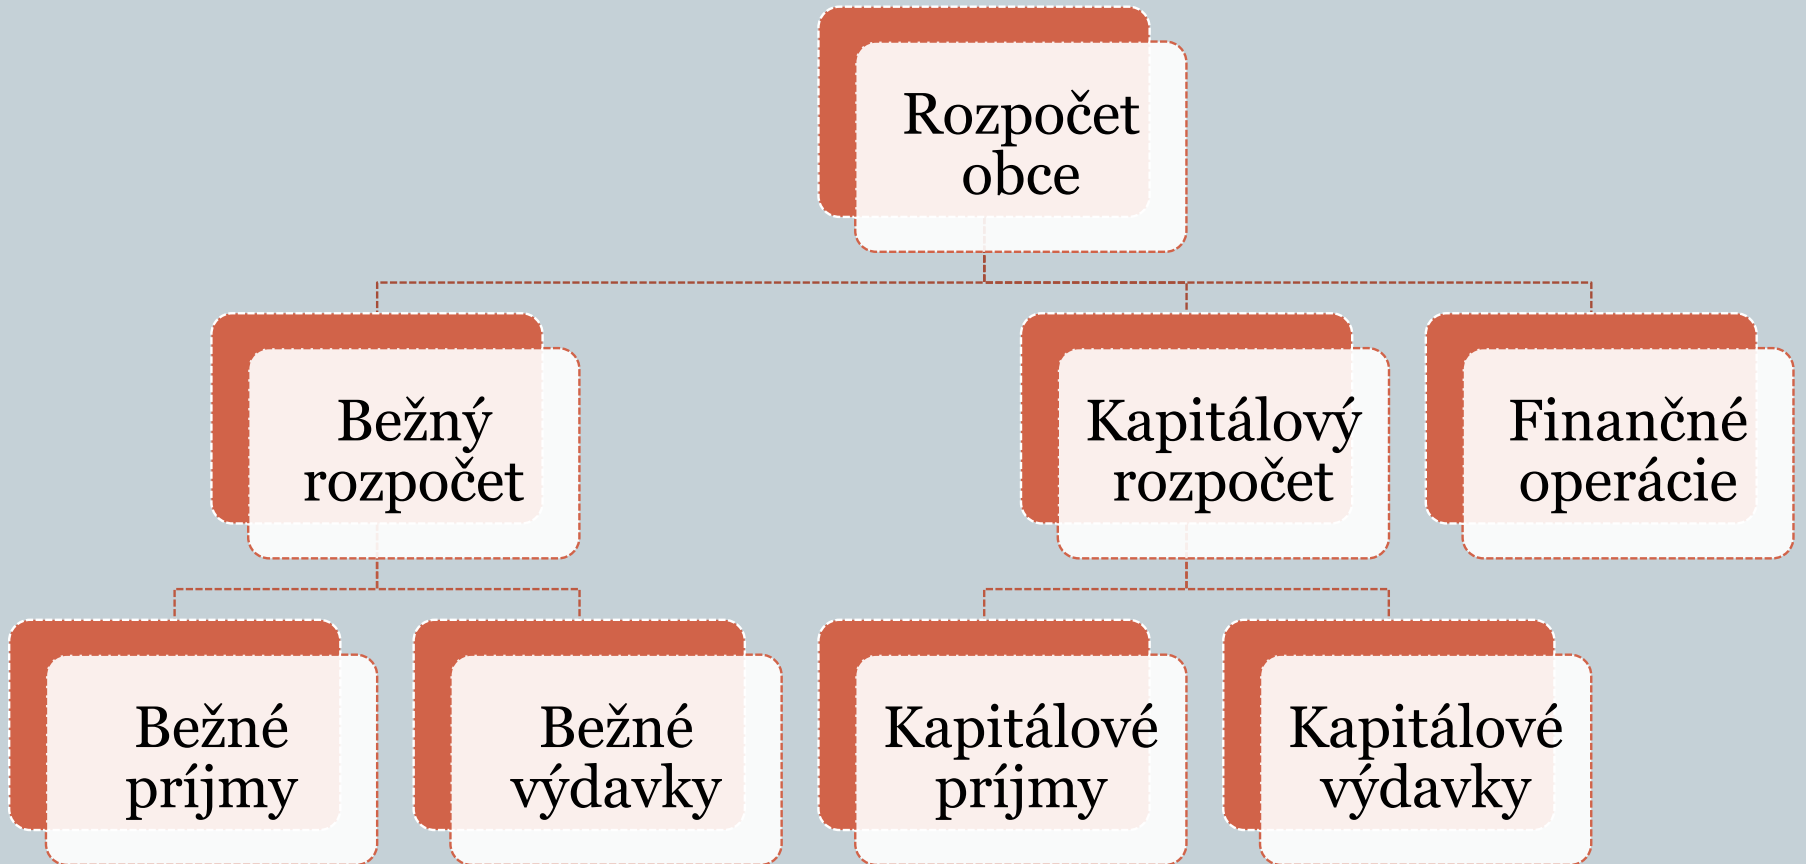 Rozpočet
obce
Bežný
rozpočet
Kapitálový
rozpočet
Finančné
operácie
Bežné
príjmy
Bežné
výdavky
Kapitálové
príjmy
Kapitálové
výdavky